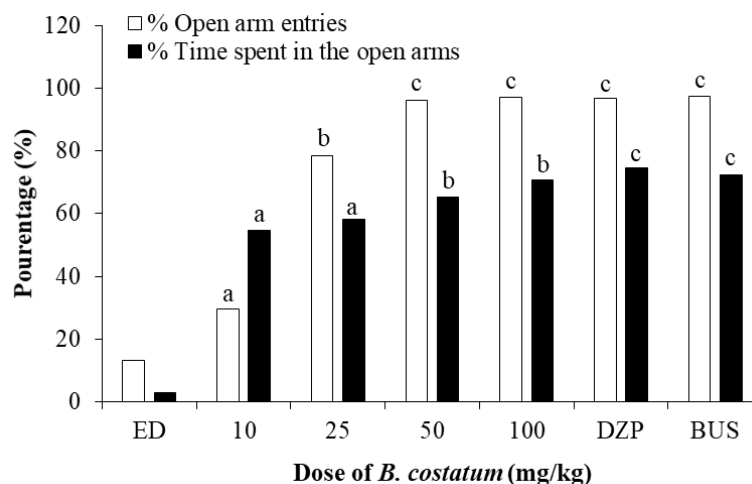 120
% Open arm entries
% Time spent in the open arms
100
80
60
40
20
0
Pourentage (%)
a
a
b
a
c
b
c
b
c
c
c
c
ED 10 25 50 100 DZP BUS
Dose of B. costatum (mg/kg)